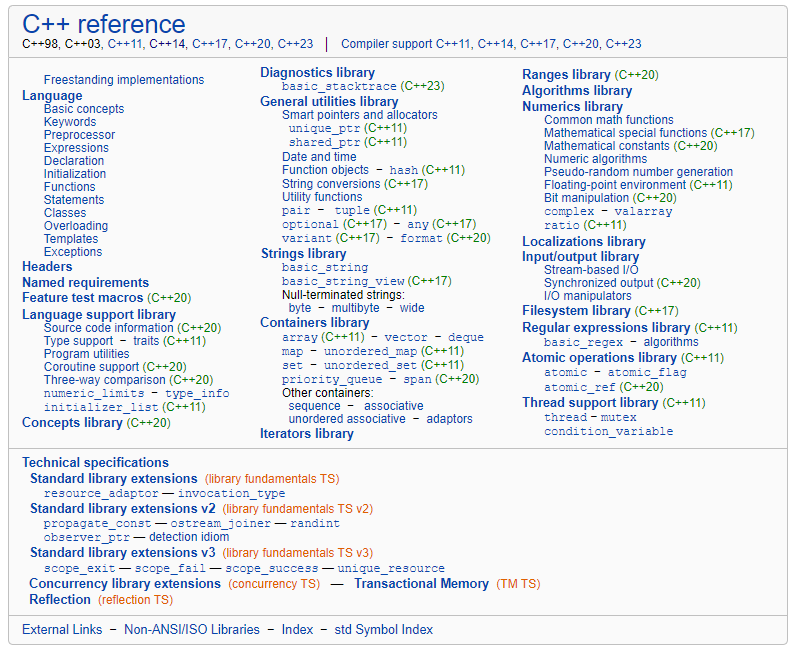 C++ reference
C++98, C++03, C++11, C++14, C++17, C++20, C++23 | Compiler support C++11, C++14, C++17, C++20, C++23
Freestanding implementations
Language
Basic concepts
Keywords
Preprocessor
Expressions
Declaration
Initialization
Functions
Statements
Classes
Overloading
Templates
Exceptions
Headers
Named requirements
Feature test macros (C++20)
Language support library
Source code information (C++20)
Type support − traits (C++11)
Program utilities
Coroutine support (C++20)
Three-way comparison (C++20)
numeric_limits − type_info
initializer_list (C++11)
Concepts library (C++20)
Diagnostics library
basic_stacktrace (C++23)
General utilities library
Smart pointers and allocators
unique_ptr (C++11)
shared_ptr (C++11)
Date and time
Function objects − hash (C++11)
String conversions (C++17)
Utility functions
pair − tuple (C++11)
optional (C++17) − any (C++17)
variant (C++17) − format (C++20)
Strings library
basic_string
basic_string_view (C++17)
Null-terminated strings:
byte − multibyte − wide
Containers library
array (C++11) − vector − deque
map − unordered_map (C++11)
set − unordered_set (C++11)
priority_queue − span (C++20)
Other containers:
sequence − associative
unordered associative − adaptors
Iterators library
Ranges library (C++20)
Algorithms library
Numerics library
Common math functions
Mathematical special functions (C++17)
Mathematical constants (C++20)
Numeric algorithms
Pseudo-random number generation
Floating-point environment (C++11)
Bit manipulation (C++20)
complex − valarray
ratio (C++11)
Localizations library
Input/output library
Stream-based I/O
Synchronized output (C++20)
I/O manipulators
Filesystem library (C++17)
Regular expressions library (C++11)
basic_regex − algorithms
Atomic operations library (C++11)
atomic − atomic_flag
atomic_ref (C++20)
Thread support library (C++11)
thread − mutex
condition_variable
Technical specifications
Standard library extensions (library fundamentals TS)
resource_adaptor — invocation_type
Standard library extensions v2 (library fundamentals TS v2)
propagate_const — ostream_joiner — randint
observer_ptr — detection idiom
Standard library extensions v3 (library fundamentals TS v3)
scope_exit — scope_fail — scope_success — unique_resource
Concurrency library extensions (concurrency TS) — Transactional Memory (TM TS)
Reflection (reflection TS)
External Links − Non-ANSI/ISO Libraries − Index − std Symbol Index